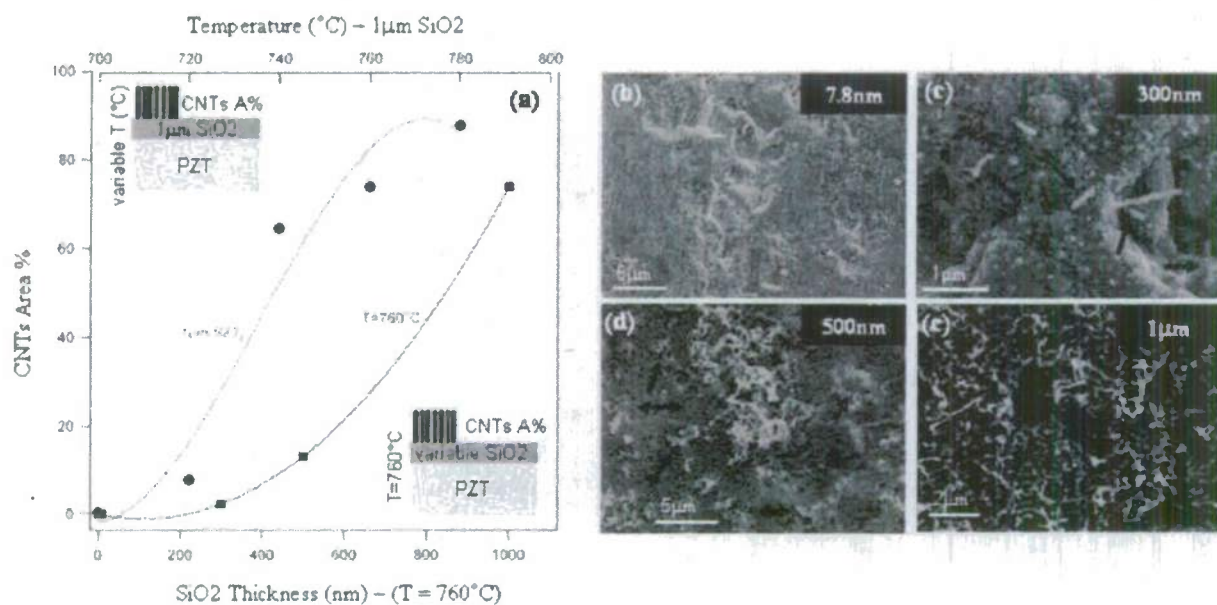 Temperature (°C) – 1μm SiO2
700 720 740 760 780 800
100
80
60
40
20
0
CNTs Area %
variable T (°C)
CNTs A%
1μm SiO2
PZT
(a)
T=760°C
T=760°C
CNTs A%
SiO2
PZT
0 200 400 600 800 1000
SiO2 Thickness (nm) – (T = 760°C)
(b) 7.8nm
(c) 300nm
1μm
(d) 500nm
5μm
(e) 1μm